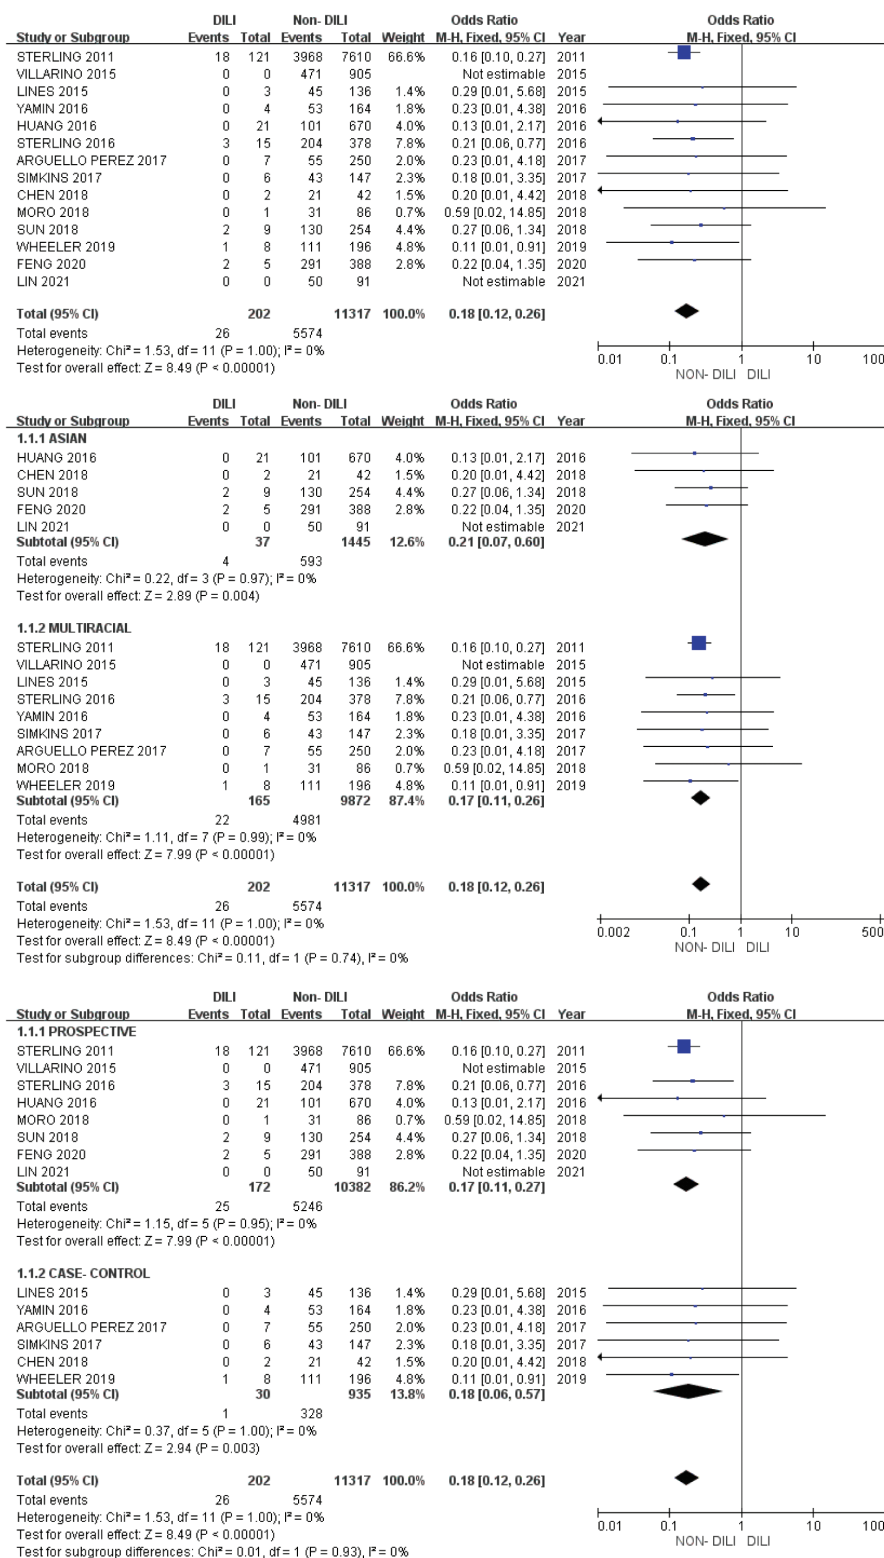 DILI Non- DILI Odds Ratio Odds Ratio
Study or Subgroup Events Total Events Total Weight M-H, Fixed, 95% CI Year M-H, Fixed, 95% CI
STERLING 2011 18 121 3968 7610 66.6% 0.16 [0.10, 0.27] 2011
VILLARINO 2015 0 0 471 905 Not estimable 2015
LINES 2015 0 3 45 136 1.4% 0.29 [0.01, 5.68] 2015
YAMIN 2016 0 4 53 164 1.8% 0.23 [0.01, 4.38] 2016
HUANG 2016 0 21 101 670 4.0% 0.13 [0.01, 2.17] 2016
STERLING 2016 3 15 204 378 7.8% 0.21 [0.06, 0.77] 2016
ARGUELLO PEREZ 2017 0 7 55 250 2.0% 0.23 [0.01, 4.18] 2017
SIMKINS 2017 0 6 43 147 2.3% 0.18 [0.01, 3.35] 2017
CHEN 2018 0 2 21 42 1.5% 0.20 [0.01, 4.42] 2018
MORO 2018 0 1 31 86 0.7% 0.59 [0.02, 14.85] 2018
SUN 2018 2 9 130 254 4.4% 0.27 [0.06, 1.34] 2018
WHEELER 2019 1 8 111 196 4.8% 0.11 [0.01, 0.91] 2019
FENG 2020 2 5 291 388 2.8% 0.22 [0.04, 1.35] 2020
LIN 2021 0 0 50 91 Not estimable 2021
Total (95% CI) 202 11317 100.0% 0.18 [0.12, 0.26]
Total events 26 5574
Heterogeneity: Chi² = 1.53, df = 11 (P = 1.00); I² = 0%
Test for overall effect: Z = 8.49 (P < 0.00001)
0.01 0.1 1 10 100
NON- DILI DILI
DILI Non- DILI Odds Ratio Odds Ratio
Study or Subgroup Events Total Events Total Weight M-H, Fixed, 95% CI Year M-H, Fixed, 95% CI
1.1.1 ASIAN
HUANG 2016 0 21 101 670 4.0% 0.13 [0.01, 2.17] 2016
CHEN 2018 0 2 21 42 1.5% 0.20 [0.01, 4.42] 2018
SUN 2018 2 9 130 254 4.4% 0.27 [0.06, 1.34] 2018
FENG 2020 2 5 291 388 2.8% 0.22 [0.04, 1.35] 2020
LIN 2021 0 0 50 91 Not estimable 2021
Subtotal (95% CI) 37 1445 12.6% 0.21 [0.07, 0.60]
Total events 4 593
Heterogeneity: Chi² = 0.22, df = 3 (P = 0.97); I² = 0%
Test for overall effect: Z = 2.89 (P = 0.004)
1.1.2 MULTIRACIAL
STERLING 2011 18 121 3968 7610 66.6% 0.16 [0.10, 0.27] 2011
VILLARINO 2015 0 0 471 905 Not estimable 2015
LINES 2015 0 3 45 136 1.4% 0.29 [0.01, 5.68] 2015
STERLING 2016 3 15 204 378 7.8% 0.21 [0.06, 0.77] 2016
YAMIN 2016 0 4 53 164 1.8% 0.23 [0.01, 4.38] 2016
SIMKINS 2017 0 6 43 147 2.3% 0.18 [0.01, 3.35] 2017
ARGUELLO PEREZ 2017 0 7 55 250 2.0% 0.23 [0.01, 4.18] 2017
MORO 2018 0 1 31 86 0.7% 0.59 [0.02, 14.85] 2018
WHEELER 2019 1 8 111 196 4.8% 0.11 [0.01, 0.91] 2019
Subtotal (95% CI) 165 9872 87.4% 0.17 [0.11, 0.26]
Total events 22 4981
Heterogeneity: Chi² = 1.11, df = 7 (P = 0.99); I² = 0%
Test for overall effect: Z = 7.99 (P < 0.00001)
Total (95% CI) 202 11317 100.0% 0.18 [0.12, 0.26]
Total events 26 5574
Heterogeneity: Chi² = 1.53, df = 11 (P = 1.00); I² = 0%
Test for overall effect: Z = 8.49 (P < 0.00001)
Test for subgroup differences: Chi² = 0.11, df = 1 (P = 0.74), I² = 0%
0.002 0.1 1 10 500
NON- DILI DILI
DILI Non- DILI Odds Ratio Odds Ratio
Study or Subgroup Events Total Events Total Weight M-H, Fixed, 95% CI Year M-H, Fixed, 95% CI
1.1.1 PROSPECTIVE
STERLING 2011 18 121 3968 7610 66.6% 0.16 [0.10, 0.27] 2011
VILLARINO 2015 0 0 471 905 Not estimable 2015
STERLING 2016 3 15 204 378 7.8% 0.21 [0.06, 0.77] 2016
HUANG 2016 0 21 101 670 4.0% 0.13 [0.01, 2.17] 2016
MORO 2018 0 1 31 86 0.7% 0.59 [0.02, 14.85] 2018
SUN 2018 2 9 130 254 4.4% 0.27 [0.06, 1.34] 2018
FENG 2020 2 5 291 388 2.8% 0.22 [0.04, 1.35] 2020
LIN 2021 0 0 50 91 Not estimable 2021
Subtotal (95% CI) 172 10382 86.2% 0.17 [0.11, 0.27]
Total events 25 5246
Heterogeneity: Chi² = 1.15, df = 5 (P = 0.95); I² = 0%
Test for overall effect: Z = 7.99 (P < 0.00001)
1.1.2 CASE- CONTROL
LINES 2015 0 3 45 136 1.4% 0.29 [0.01, 5.68] 2015
YAMIN 2016 0 4 53 164 1.8% 0.23 [0.01, 4.38] 2016
ARGUELLO PEREZ 2017 0 7 55 250 2.0% 0.23 [0.01, 4.18] 2017
SIMKINS 2017 0 6 43 147 2.3% 0.18 [0.01, 3.35] 2017
CHEN 2018 0 2 21 42 1.5% 0.20 [0.01, 4.42] 2018
WHEELER 2019 1 8 111 196 4.8% 0.11 [0.01, 0.91] 2019
Subtotal (95% CI) 30 935 13.8% 0.18 [0.06, 0.57]
Total events 1 328
Heterogeneity: Chi² = 0.37, df = 5 (P = 1.00); I² = 0%
Test for overall effect: Z = 2.94 (P = 0.003)
Total (95% CI) 202 11317 100.0% 0.18 [0.12, 0.26]
Total events 26 5574
Heterogeneity: Chi² = 1.53, df = 11 (P = 1.00); I² = 0%
Test for overall effect: Z = 8.49 (P < 0.00001)
Test for subgroup differences: Chi² = 0.01, df = 1 (P = 0.93), I² = 0%
0.01 0.1 1 10 100
NON- DILI DILI